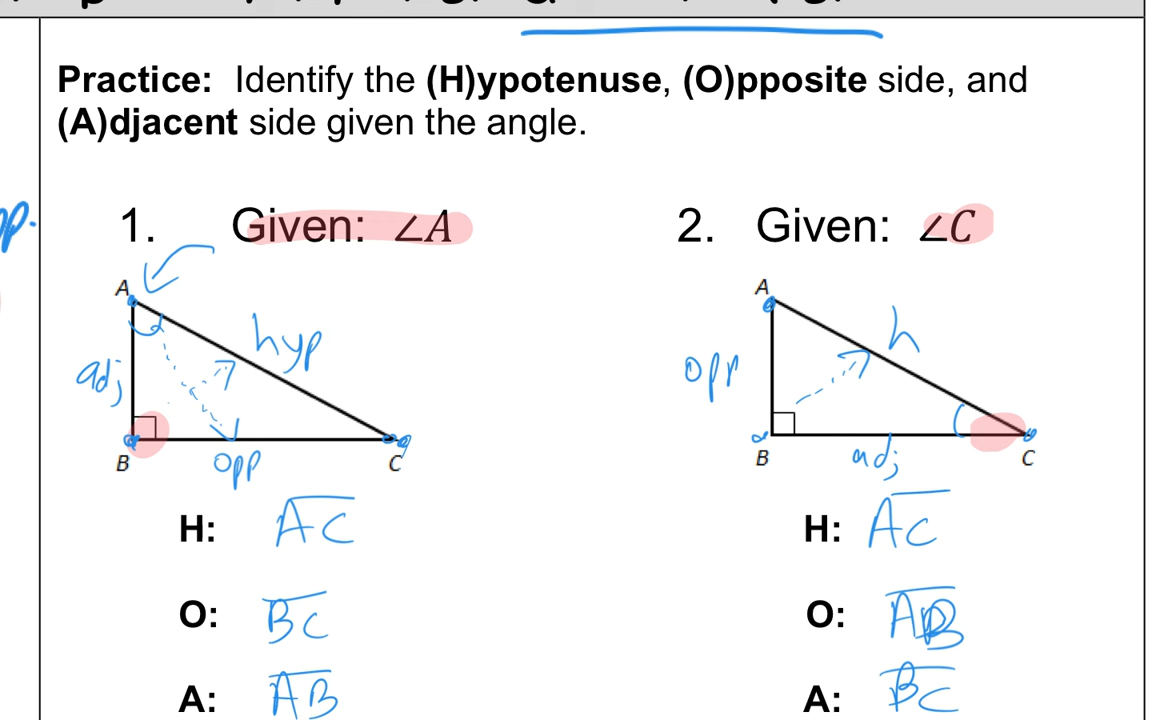 Practice: Identify the (H)ypotenuse, (O)pposite side, and
(A)djacent side given the angle.
1. Given: ∠A
A
hyp
adj
B
opp
C
H: AC
O: BC
A: AB
2. Given: ∠C
A
h
opp
B
adj
C
H: AC
O: AB
A: BC